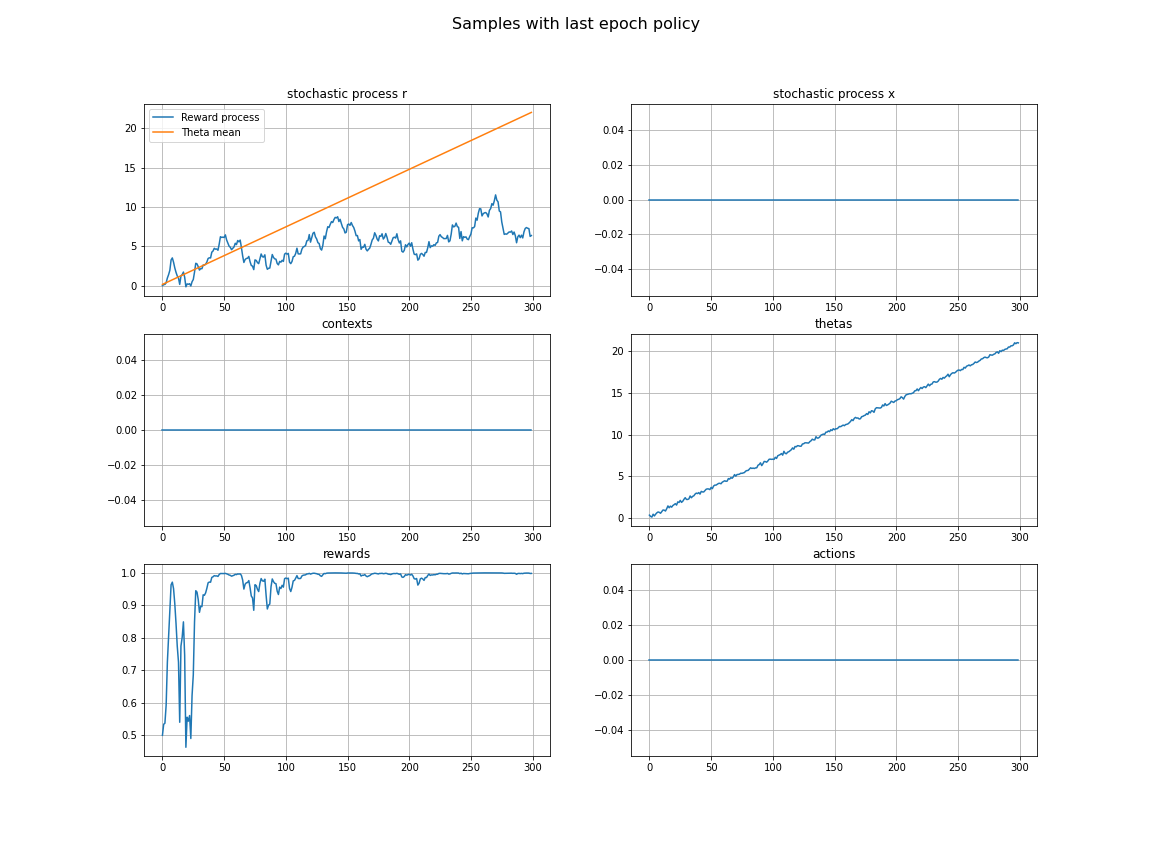 Samples with last epoch policy
stochastic process r
Reward process
Theta mean
20
15
10
5
0
0 50 100 150 200 250 300
stochastic process x
0.04
0.02
0.00
−0.02
−0.04
0 50 100 150 200 250 300
contexts
0.04
0.02
0.00
−0.02
−0.04
0 50 100 150 200 250 300
thetas
20
15
10
5
0
0 50 100 150 200 250 300
rewards
1.0
0.9
0.8
0.7
0.6
0.5
0 50 100 150 200 250 300
actions
0.04
0.02
0.00
−0.02
−0.04
0 50 100 150 200 250 300